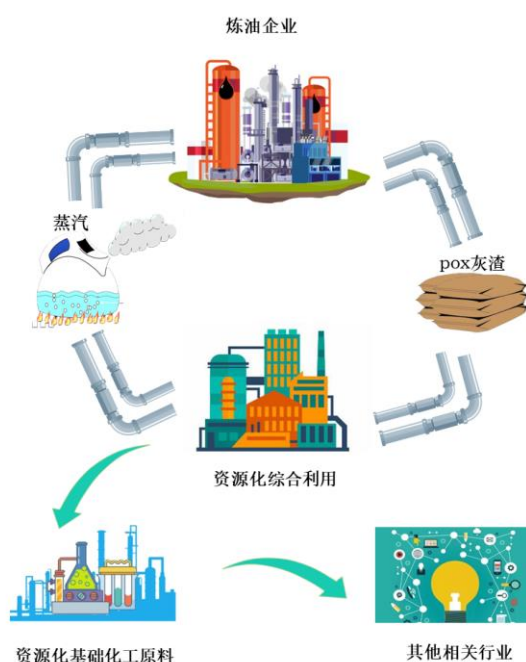 炼油企业
蒸汽
pox灰渣
资源化综合利用
资源化基础化工原料
其他相关行业